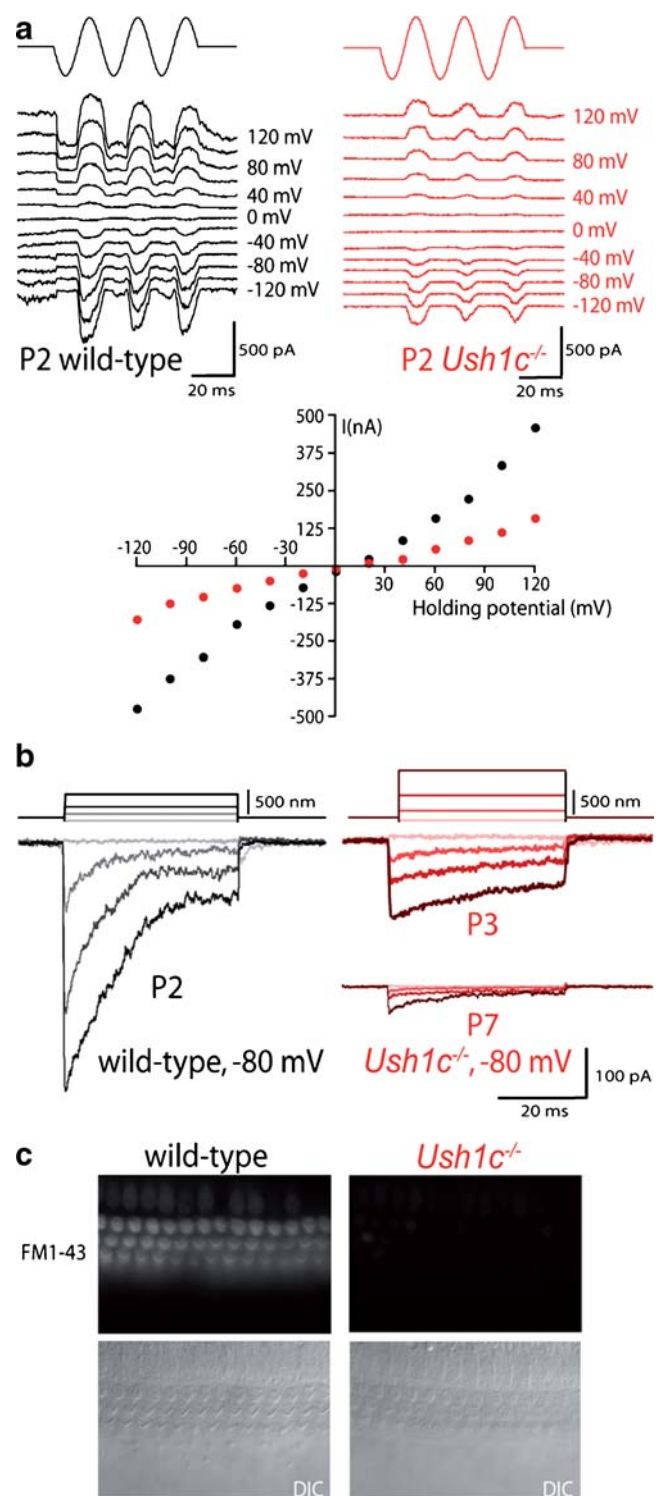 a
120 mV
80 mV
40 mV
0 mV
-40 mV
-80 mV
-120 mV
500 pA
20 ms
P2 wild-type
120 mV
80 mV
40 mV
0 mV
-40 mV
-80 mV
-120 mV
500 pA
20 ms
P2 Ush1c-/-
500
I(nA)
375
250
125
-120 -90 -60 -30
30 60 90 120
Holding potential (mV)
-125
-250
-375
-500
b
500 nm
500 nm
P2
P3
P7
wild-type, -80 mV
Ush1c-/-, -80 mV
100 pA
20 ms
c
wild-type
Ush1c-/-
FM1-43
DIC
DIC